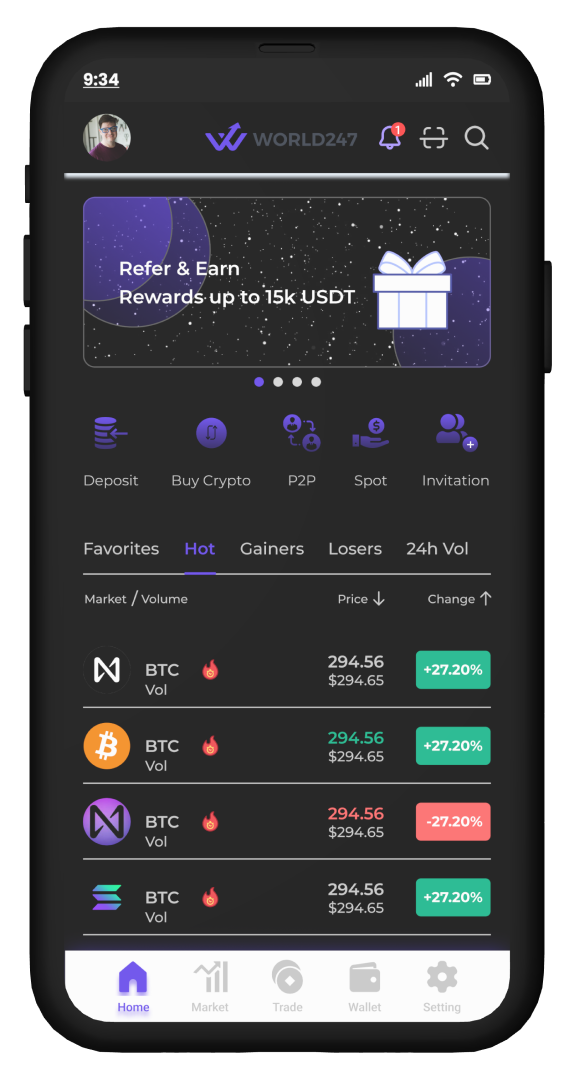 9:34
WORLD247
1
Refer & Earn
Rewards up to 15k USDT
Deposit Buy Crypto P2P Spot Invitation
Favorites Hot Gainers Losers 24h Vol
Market / Volume Price Change
BTC 294.56 +27.20%
Vol $294.65
BTC 294.56 +27.20%
Vol $294.65
BTC 294.56 -27.20%
Vol $294.65
BTC 294.56 +27.20%
Vol $294.65
Home Market Trade Wallet Setting